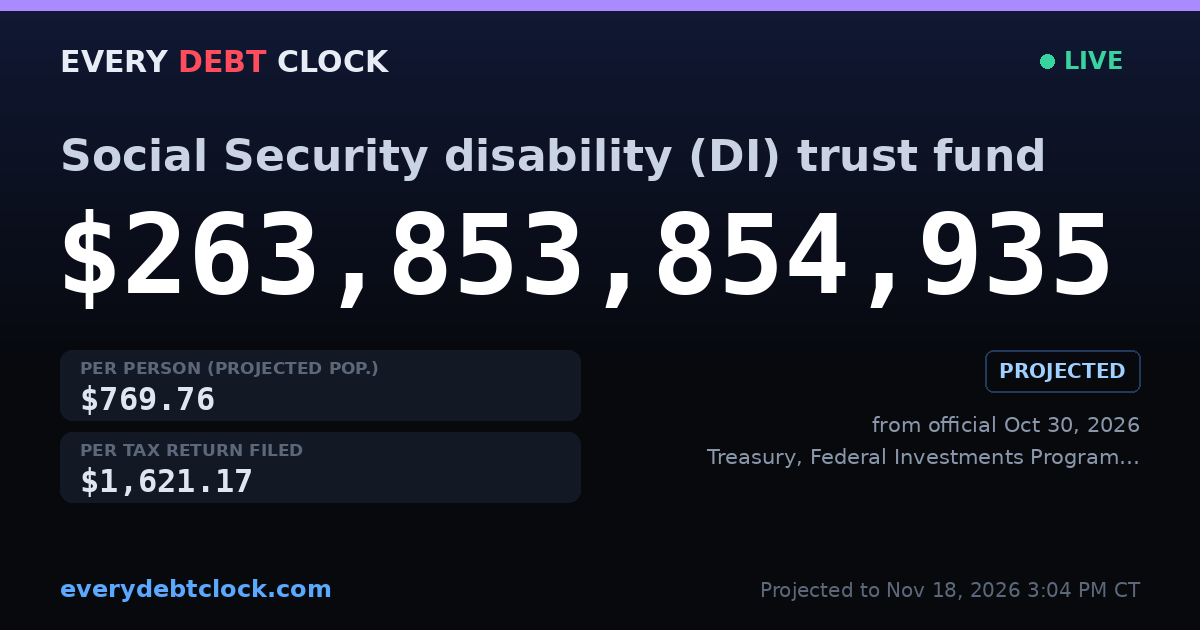 EVERY DEBT CLOCK
● LIVE
Social Security disability (DI) trust fund
$263,853,854,935
PER PERSON (PROJECTED POP.)
$769.76
PER TAX RETURN FILED
$1,621.17
PROJECTED
from official Oct 30, 2026
Treasury, Federal Investments Program…
everydebtclock.com
Projected to Nov 18, 2026 3:04 PM CT